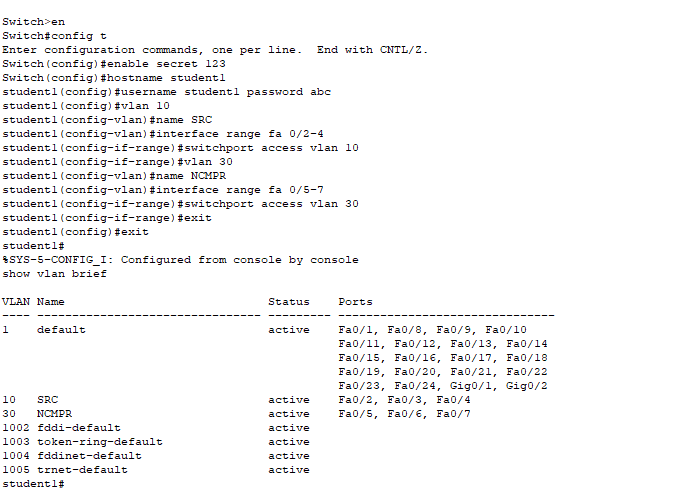 Switch>en
Switch#config t
Enter configuration commands, one per line.  End with CNTL/Z.
Switch(config)#enable secret 123
Switch(config)#hostname student1
student1(config)#username student1 password abc
student1(config)#vlan 10
student1(config-vlan)#name SRC
student1(config-vlan)#interface range fa 0/2-4
student1(config-if-range)#switchport access vlan 10
student1(config-if-range)#vlan 30
student1(config-vlan)#name NCMPR
student1(config-vlan)#interface range fa 0/5-7
student1(config-if-range)#switchport access vlan 30
student1(config-if-range)#exit
student1(config)#exit
student1#
%SYS-5-CONFIG_I: Configured from console by console
show vlan brief

VLAN Name                             Status    Ports
---- -------------------------------- --------- -------------------------------
1    default                          active    Fa0/1, Fa0/8, Fa0/9, Fa0/10
                                                Fa0/11, Fa0/12, Fa0/13, Fa0/14
                                                Fa0/15, Fa0/16, Fa0/17, Fa0/18
                                                Fa0/19, Fa0/20, Fa0/21, Fa0/22
                                                Fa0/23, Fa0/24, Gig0/1, Gig0/2
10   SRC                              active    Fa0/2, Fa0/3, Fa0/4
30   NCMPR                            active    Fa0/5, Fa0/6, Fa0/7
1002 fddi-default                     active
1003 token-ring-default               active
1004 fddinet-default                  active
1005 trnet-default                    active
student1#